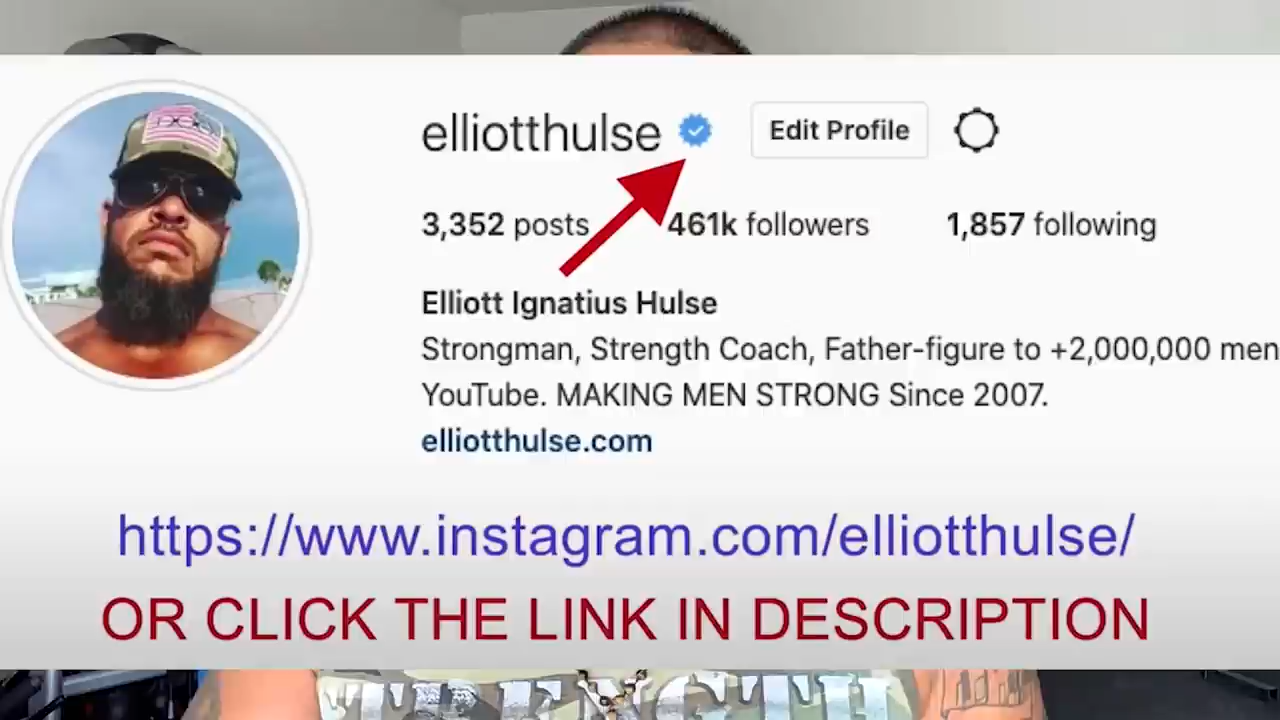 elliotthulse Edit Profile
3,352 posts 461k followers 1,857 following
Elliott Ignatius Hulse
Strongman, Strength Coach, Father-figure to +2,000,000 men
YouTube. MAKING MEN STRONG Since 2007.
elliotthulse.com
https://www.instagram.com/elliotthulse/
OR CLICK THE LINK IN DESCRIPTION